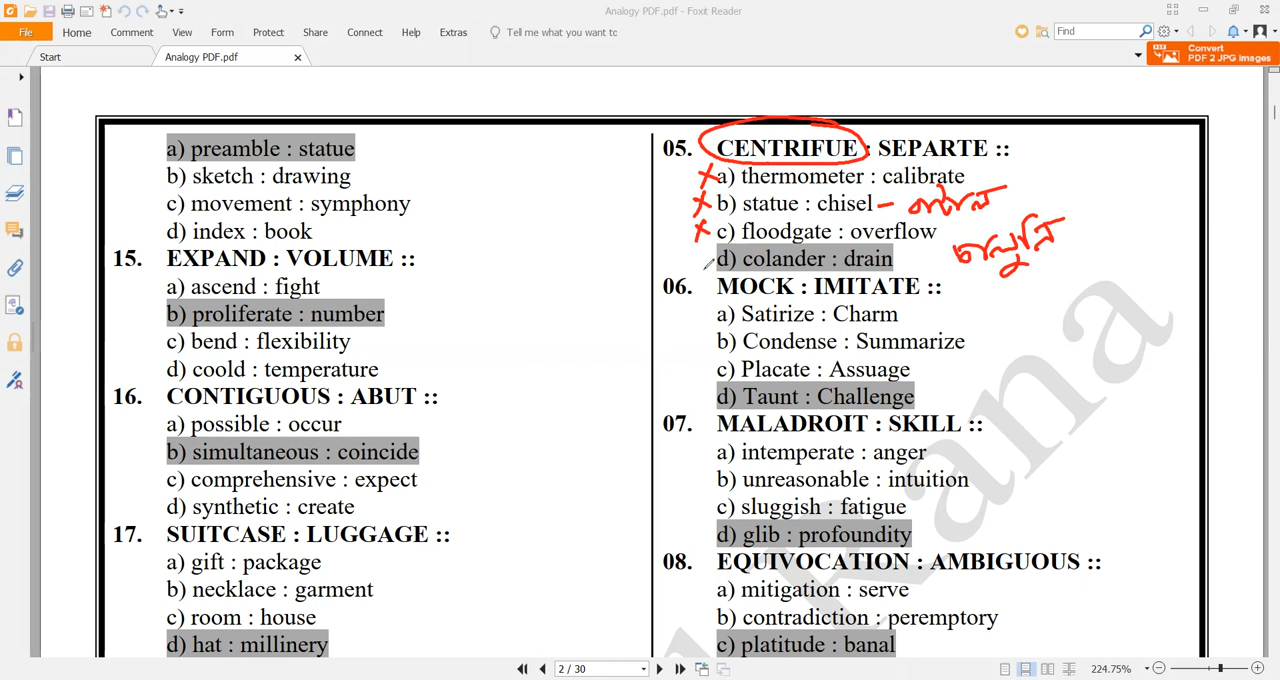 Analogy PDF.pdf - Foxit Reader
File Home Comment View Form Protect Share Connect Help Extras Tell me what you want tc Find
Start Analogy PDF.pdf
Convert
PDF 2 JPG Images
a) preamble : statue
b) sketch : drawing
c) movement : symphony
d) index : book
15. EXPAND : VOLUME ::
a) ascend : fight
b) proliferate : number
c) bend : flexibility
d) coold : temperature
16. CONTIGUOUS : ABUT ::
a) possible : occur
b) simultaneous : coincide
c) comprehensive : expect
d) synthetic : create
17. SUITCASE : LUGGAGE ::
a) gift : package
b) necklace : garment
c) room : house
d) hat : millinery
05. CENTRIFUE : SEPARTE ::
a) thermometer : calibrate
b) statue : chisel
c) floodgate : overflow
d) colander : drain
06. MOCK : IMITATE ::
a) Satirize : Charm
b) Condense : Summarize
c) Placate : Assuage
d) Taunt : Challenge
07. MALADROIT : SKILL ::
a) intemperate : anger
b) unreasonable : intuition
c) sluggish : fatigue
d) glib : profoundity
08. EQUIVOCATION : AMBIGUOUS ::
a) mitigation : serve
b) contradiction : peremptory
c) platitude : banal
Kana
2 / 30
224.75%